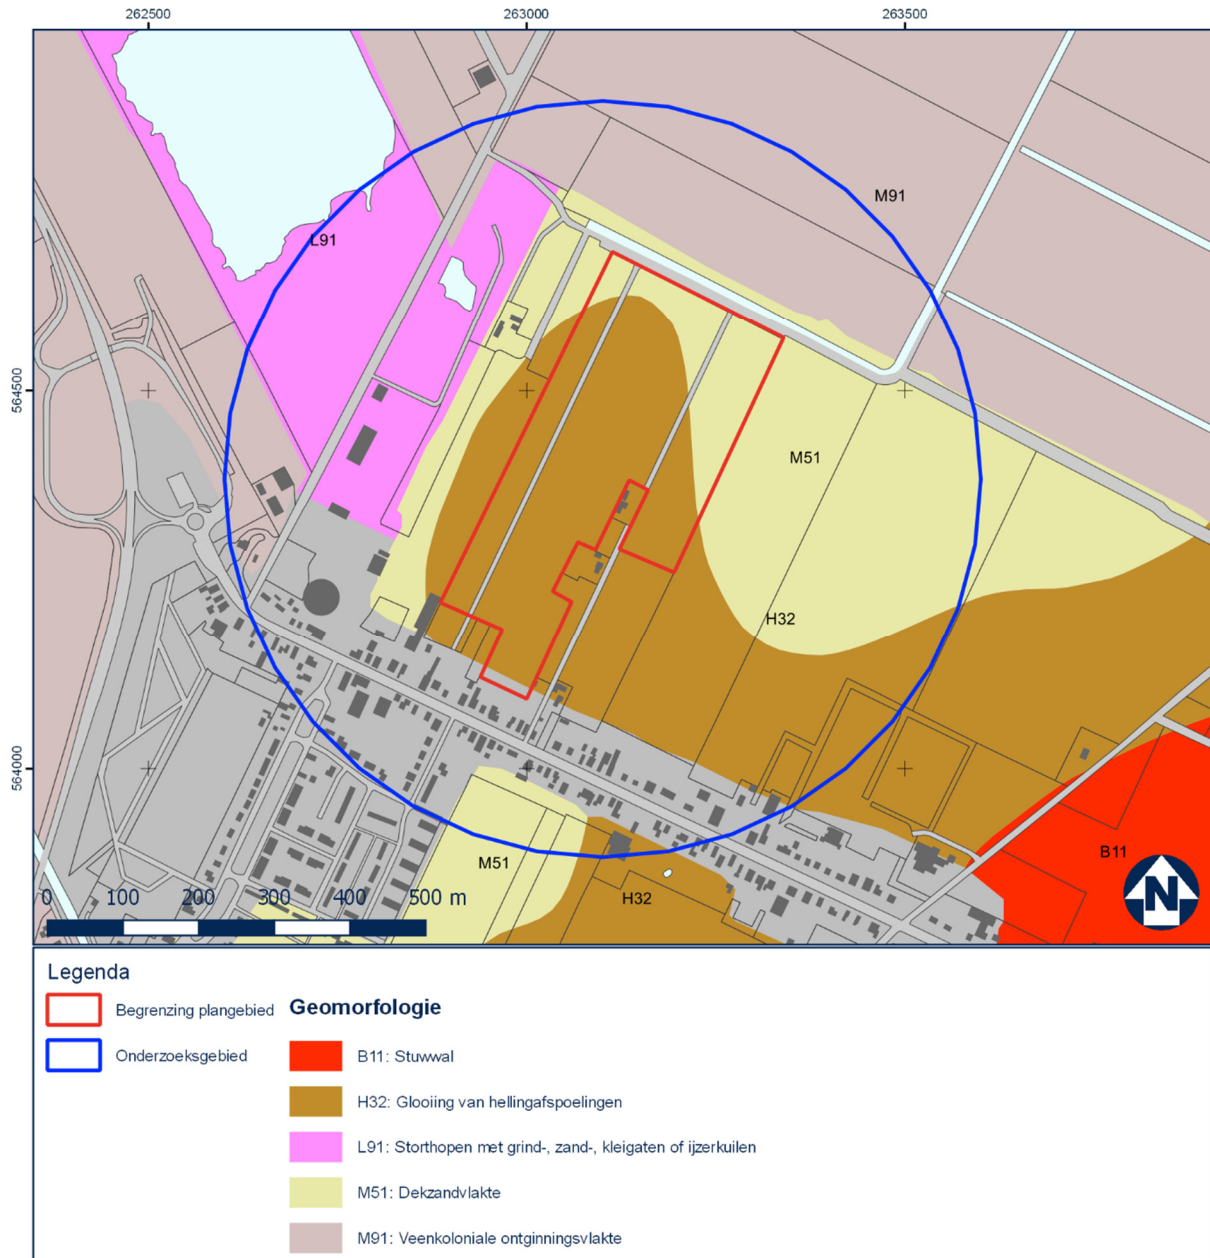 262500 263000 263500
M91
L91
564500
M51
H32
564000
M51
B11
H32
0 100 200 300 400 500 m
N
Legenda
Begrenzing plangebied
Onderzoeksgebied
Geomorfologie
B11: Stuwwal
H32: Glooiing van hellingafspoelingen
L91: Storthopen met grind-, zand-, kleigaten of ijzerkuilen
M51: Dekzandvlakte
M91: Veenkoloniale ontginningsvlakte